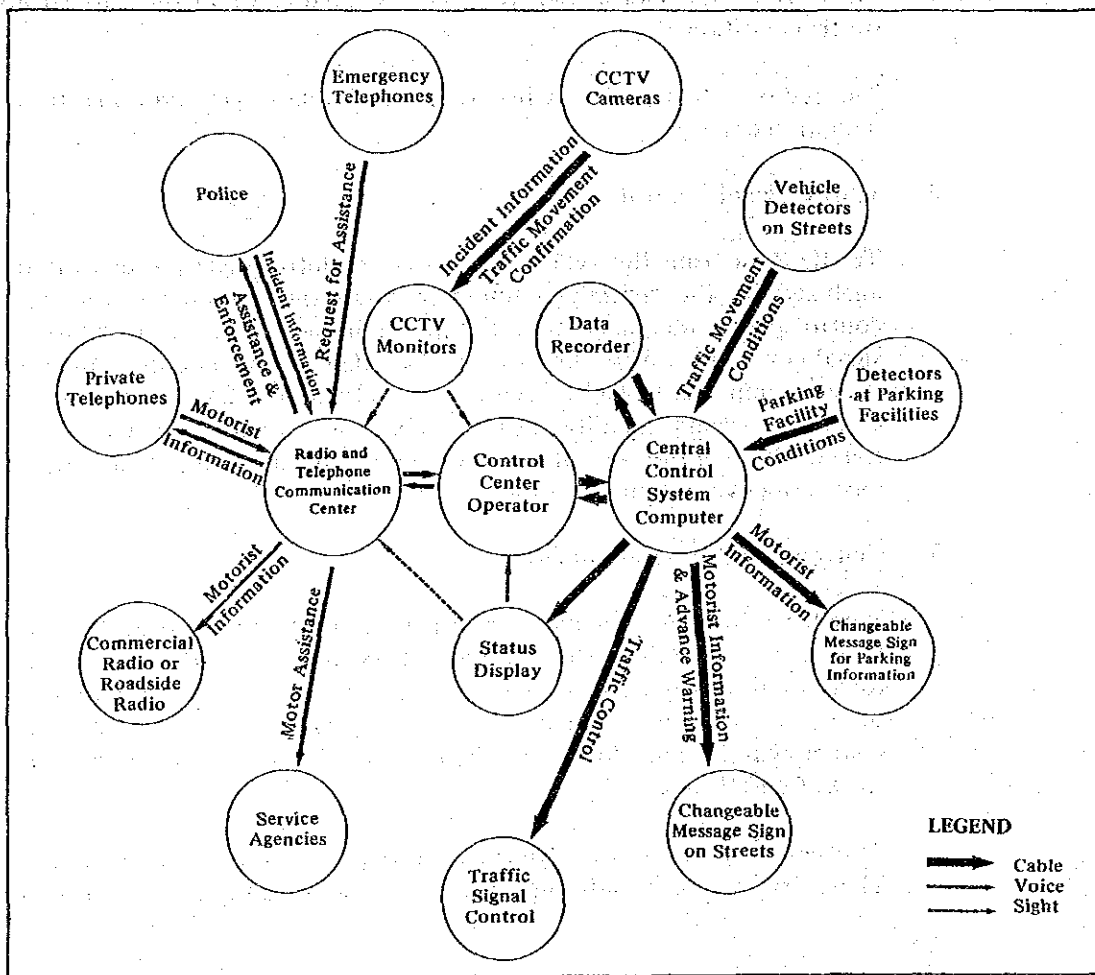 Emergency
Telephones
CCTV
Cameras
Police
Vehicle
Detectors
on Streets
Incident Information
Traffic Movement
Confirmation
Request for Assistance
Incident Information
Assistance &
Enforcement
CCTV
Monitors
Data
Recorder
Traffic Movement
Conditions
Private
Telephones
Detectors
at Parking
Facilities
Motorist
Information
Parking
Facility
Conditions
Radio and
Telephone
Communication
Center
Control
Center
Operator
Central
Control
System
Computer
Motorist
Information
Motorist
Information
Commercial
Radio or
Roadside
Radio
Status
Display
Changeable
Message Sign
for Parking
Information
Motor Assistance
Traffic Control
Motorist Information
& Advance Warning
Service
Agencies
Changeable
Message Sign
on Streets
Traffic
Signal
Control
LEGEND
Cable
Voice
Sight